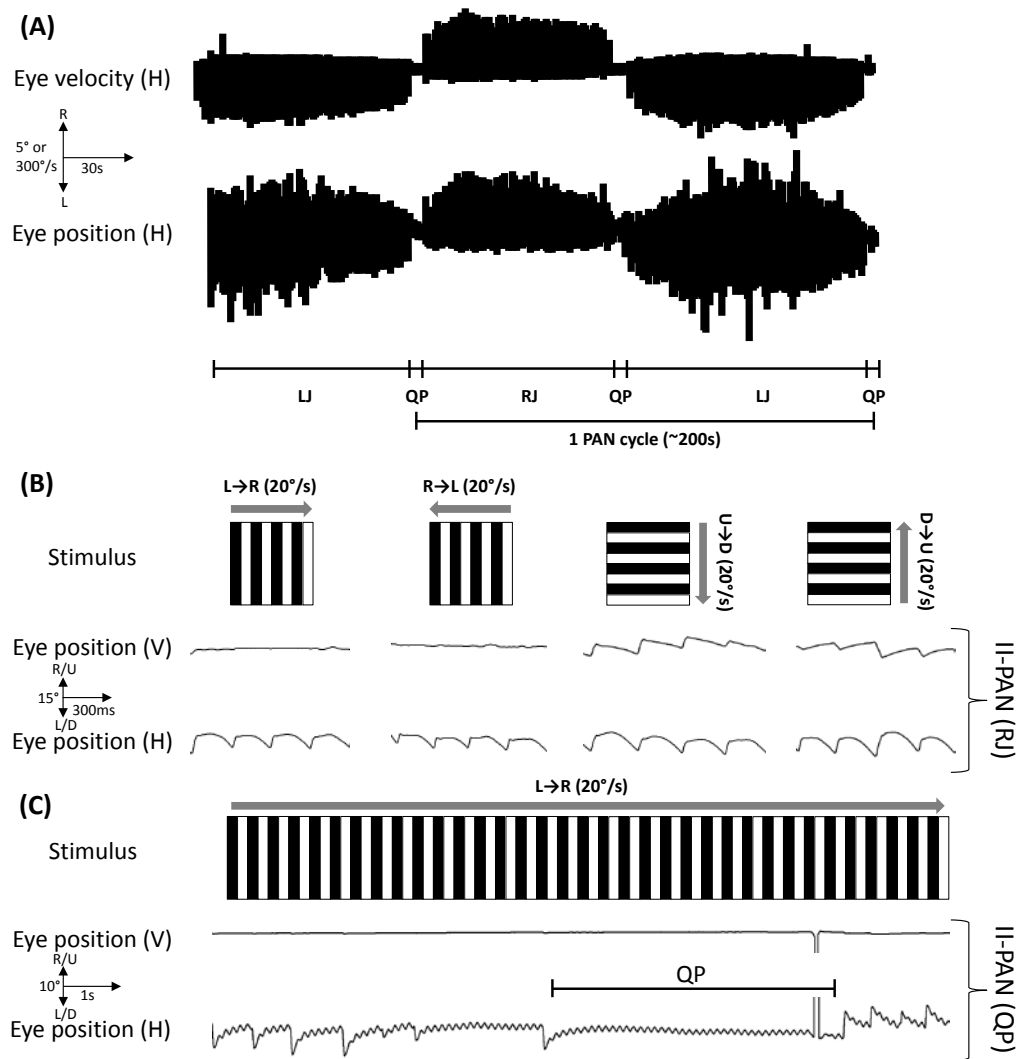 (A)
Eye velocity (H)
R
5° or
300°/s
30s
L
Eye position (H)
LJ
QP
RJ
QP
LJ
QP
1 PAN cycle (~200s)
(B)
L→R (20°/s)
R→L (20°/s)
U→D (20°/s)
D→U (20°/s)
Stimulus
Eye position (V)
R/U
15°
300ms
L/D
Eye position (H)
II-PAN (RJ)
(C)
L→R (20°/s)
Stimulus
Eye position (V)
R/U
10°
1s
L/D
Eye position (H)
QP
II-PAN (QP)